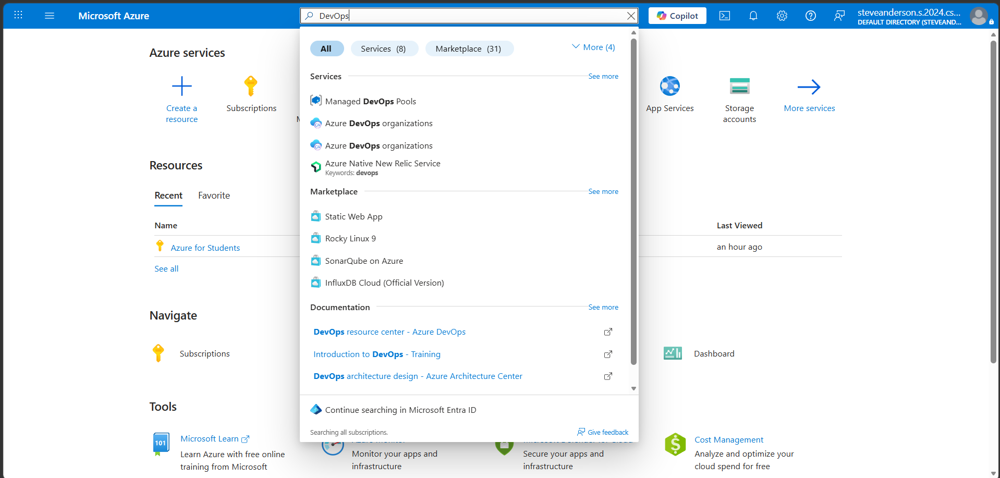 Microsoft Azure
DevOps
Copilot
steveanderson.s.2024.cs...
DEFAULT DIRECTORY (STEVEAND...
Azure services
Create a
resource
Subscriptions
M
App Services
Storage
accounts
More services
All
Services (8)
Marketplace (31)
More (4)
Services
See more
Managed DevOps Pools
Azure DevOps organizations
Azure DevOps organizations
Azure Native New Relic Service
Keywords: devops
Marketplace
See more
Static Web App
Rocky Linux 9
SonarQube on Azure
InfluxDB Cloud (Official Version)
Documentation
See more
DevOps resource center - Azure DevOps
Introduction to DevOps - Training
DevOps architecture design - Azure Architecture Center
Continue searching in Microsoft Entra ID
Searching all subscriptions.
Give feedback
Resources
Recent
Favorite
Name
Last Viewed
Azure for Students
an hour ago
See all
Navigate
Subscriptions
Dashboard
Tools
101
Microsoft Learn
Learn Azure with free online
training from Microsoft
Azure Monitor
Monitor your apps and
infrastructure
Microsoft Defender for Cloud
Secure your apps and
infrastructure
Cost Management
Analyze and optimize your
cloud spend for free